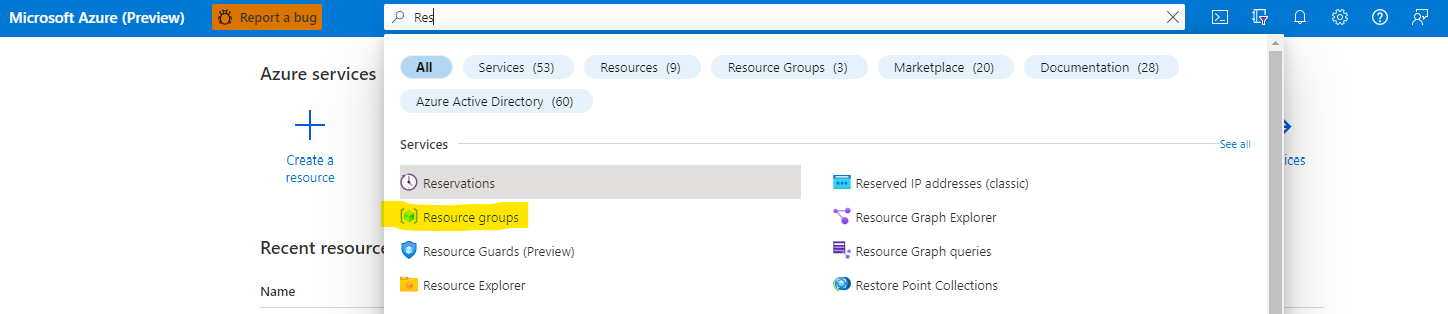 Microsoft Azure (Preview) Report a bug Res
All Services (53) Resources (9) Resource Groups (3) Marketplace (20) Documentation (28)
Azure Active Directory (60)
Azure services
Create a
resource
Services See all
Reservations Reserved IP addresses (classic)
Resource groups Resource Graph Explorer
Resource Guards (Preview) Resource Graph queries
Resource Explorer Restore Point Collections
Recent resource
Name